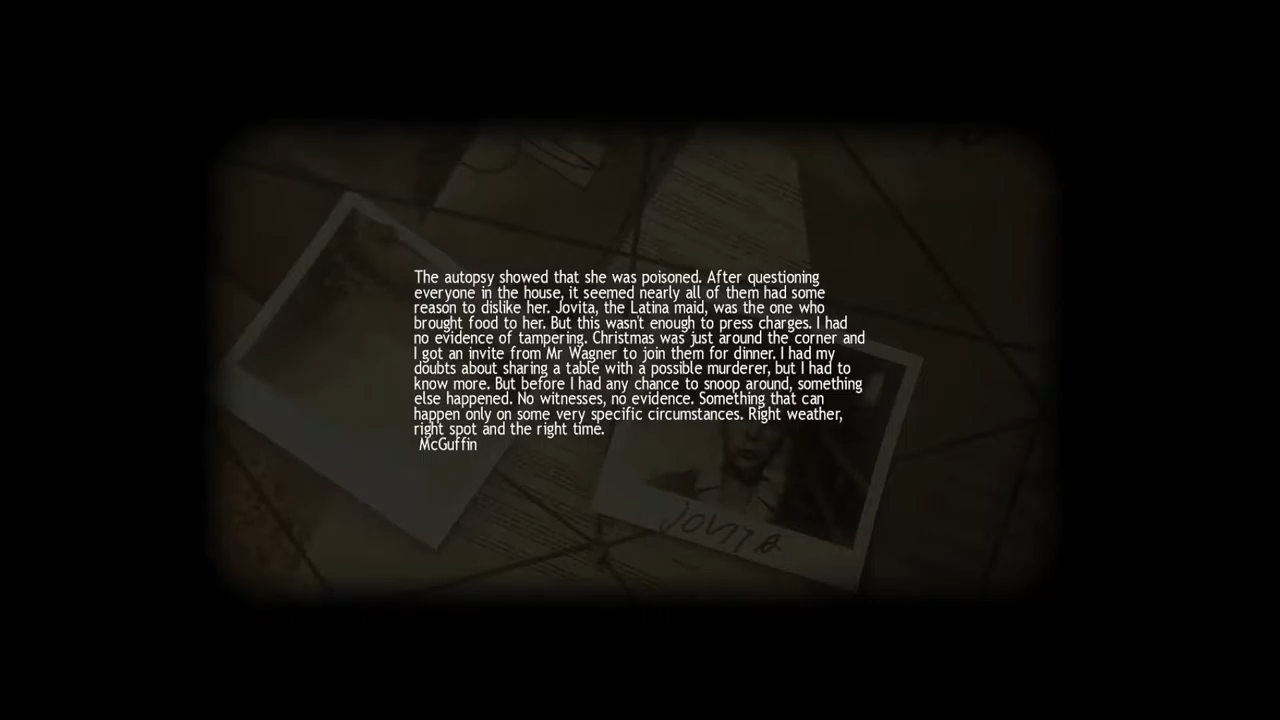 The autopsy showed that she was poisoned. After questioning
everyone in the house, it seemed nearly all of them had some
reason to dislike her. Jovita, the Latina maid, was the one who
brought food to her. But this wasn't enough to press charges. I had
no evidence of tampering. Christmas was just around the corner and
I got an invite from Mr Wagner to join them for dinner. I had my
doubts about sharing a table with a possible murderer, but I had to
know more. But before I had any chance to snoop around, something
else happened. No witnesses, no evidence. Something that can
happen only on some very specific circumstances. Right weather,
right spot and the right time.
McGuffin
Jovita